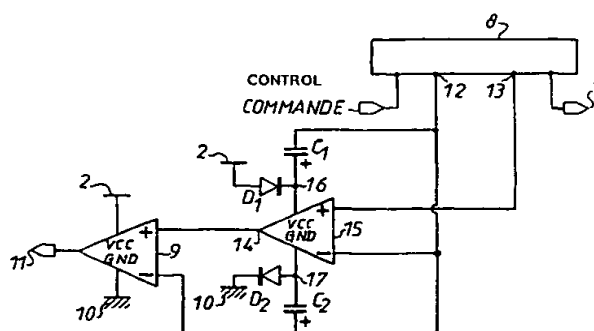 8
CONTROL
COMMANDE
12
13
C1
+
2
D1
16
2
+
14
VCC
GND
15
-
+
VCC
GND
9
-
11
10
10
D2
17
C2
+